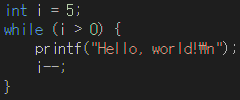 int i = 5;
while (i > 0) {
    printf("Hello, world!₩n");
    i--;
}